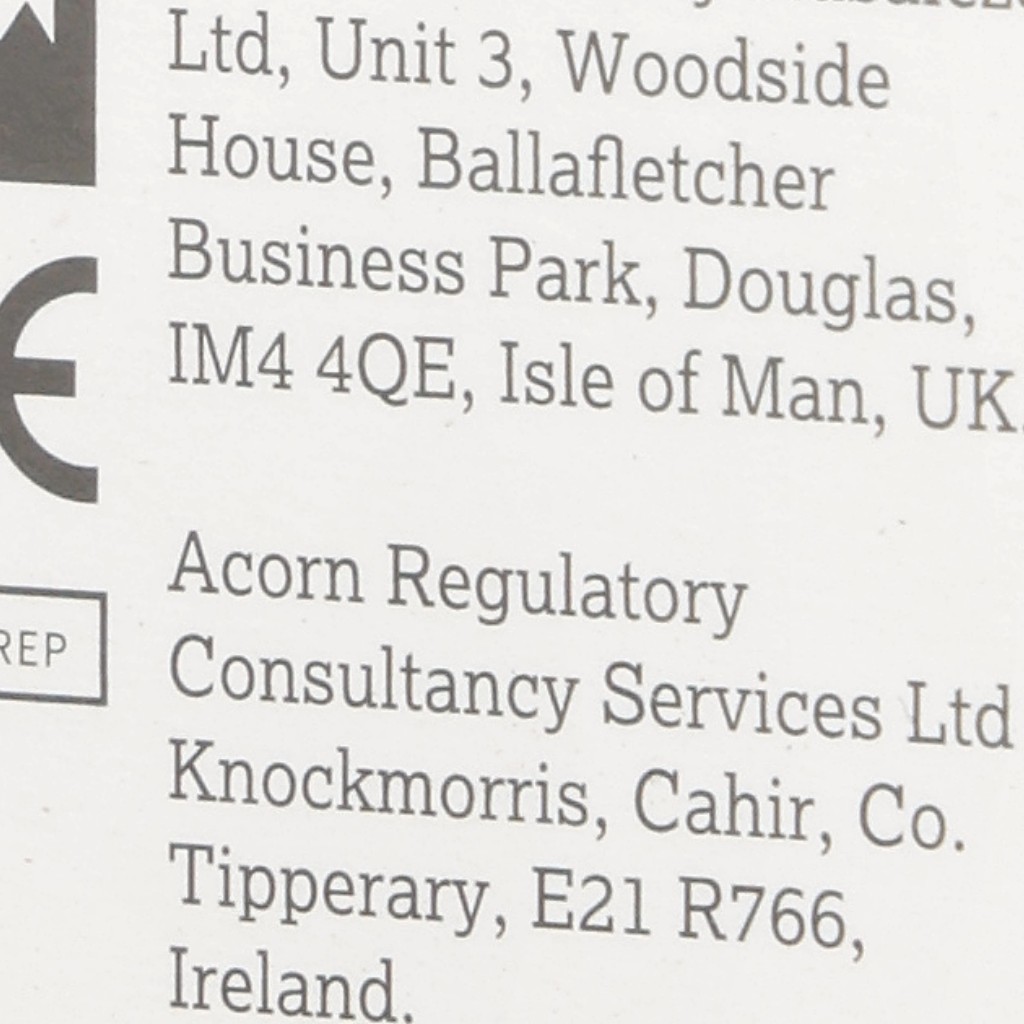 Ltd, Unit 3, Woodside
House, Ballafletcher
Business Park, Douglas,
IM4 4QE, Isle of Man, UK.
Acorn Regulatory
REP
Consultancy Services Ltd
Knockmorris, Cahir, Co.
Tipperary, E21 R766,
Ireland.